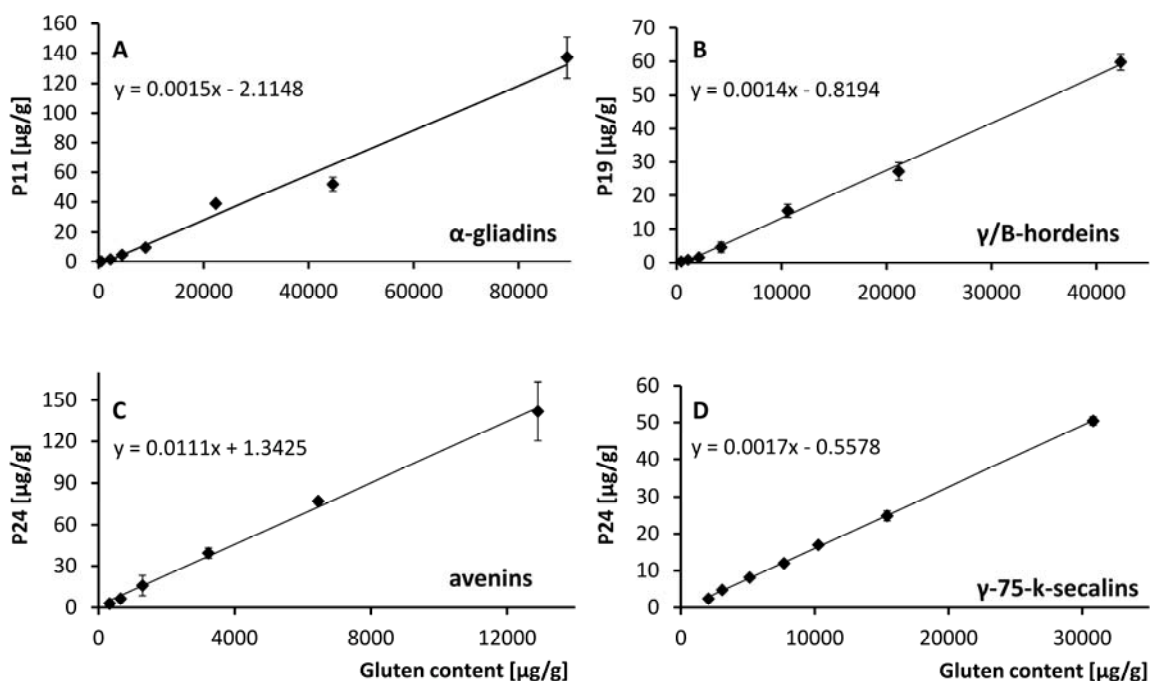 A
y = 0.0015x - 2.1148
P11 [µg/g]
160
140
120
100
80
60
40
20
0
0 20000 40000 60000 80000
α-gliadins
B
y = 0.0014x - 0.8194
P19 [µg/g]
70
60
50
40
30
20
10
0
0 10000 20000 30000 40000
γ/B-hordeins
C
y = 0.0111x + 1.3425
P24 [µg/g]
150
120
90
60
30
0
0 4000 8000 12000
avenins
Gluten content [µg/g]
D
y = 0.0017x - 0.5578
P24 [µg/g]
60
50
40
30
20
10
0
0 10000 20000 30000
γ-75-k-secalins
Gluten content [µg/g]